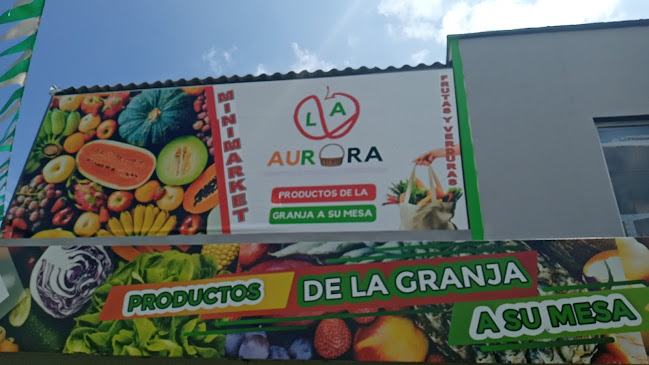 MINIMARKET
LA
AURORA
PRODUCTOS DE LA
GRANJA A SU MESA
FRUTAS Y VERDURAS
PRODUCTOS DE LA GRANJA
A SU MESA